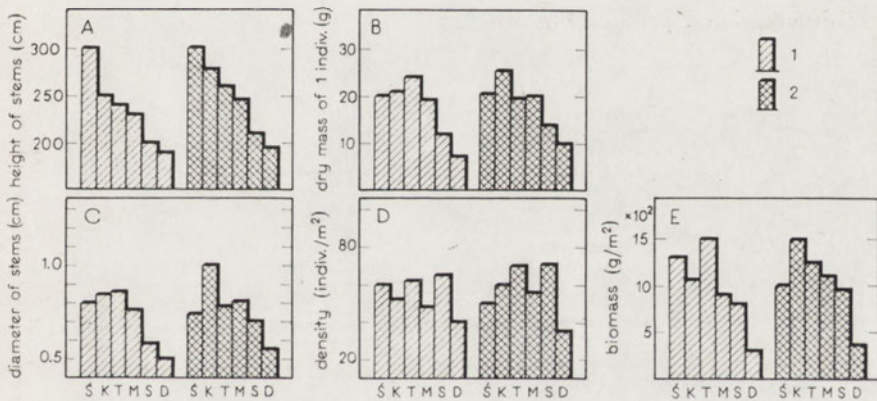 A
height of stems (cm)
300
250
200
B
dry mass of 1 indiv. (g)
30
20
10
1
2
C
diameter of stems (cm)
1.0
0.5
Ś K T M S D
Ś K T M S D
D
density (indiv./m²)
80
20
Ś K T M S D
Ś K T M S D
E
biomass (g/m²)
×10²
15
10
5
Ś K T M S D
Ś K T M S D